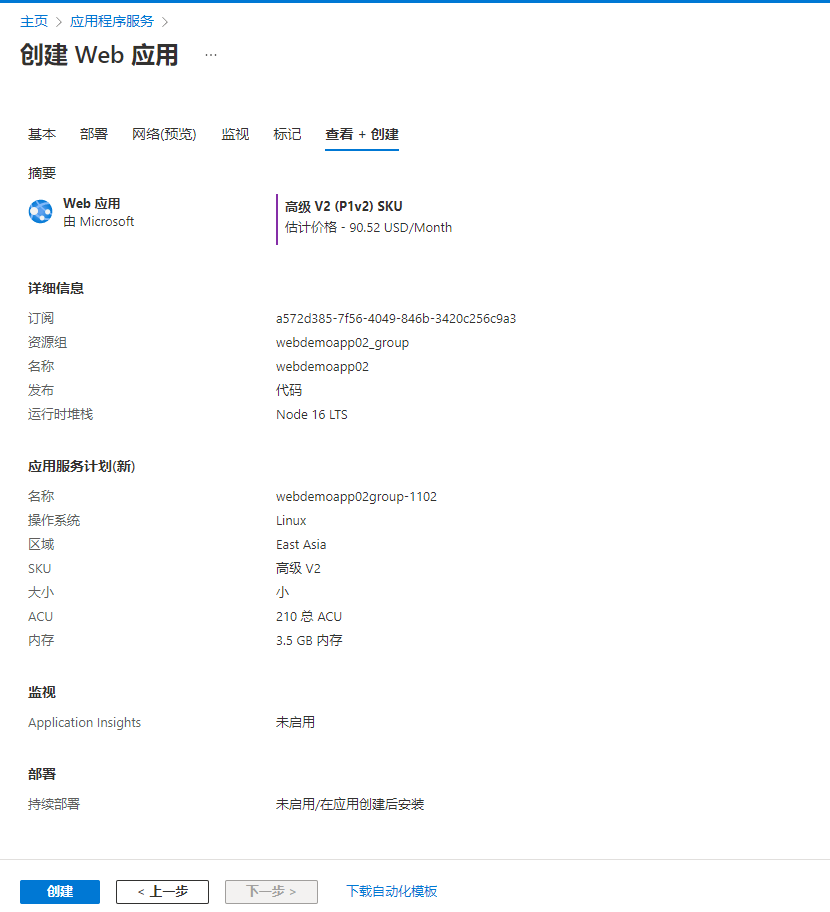 主页 > 应用程序服务 >
创建 Web 应用 ...
基本 部署 网络(预览) 监视 标记 查看 + 创建
摘要
Web 应用
由 Microsoft
高级 V2 (P1v2) SKU
估计价格 - 90.52 USD/Month
详细信息
订阅 a572d385-7f56-4049-846b-3420c256c9a3
资源组 webdemoapp02_group
名称 webdemoapp02
发布 代码
运行时堆栈 Node 16 LTS
应用服务计划(新)
名称 webdemoapp02group-1102
操作系统 Linux
区域 East Asia
SKU 高级 V2
大小 小
ACU 210 总 ACU
内存 3.5 GB 内存
监视
Application Insights 未启用
部署
持续部署 未启用/在应用创建后安装
创建 < 上一步 下一步 > 下载自动化模板